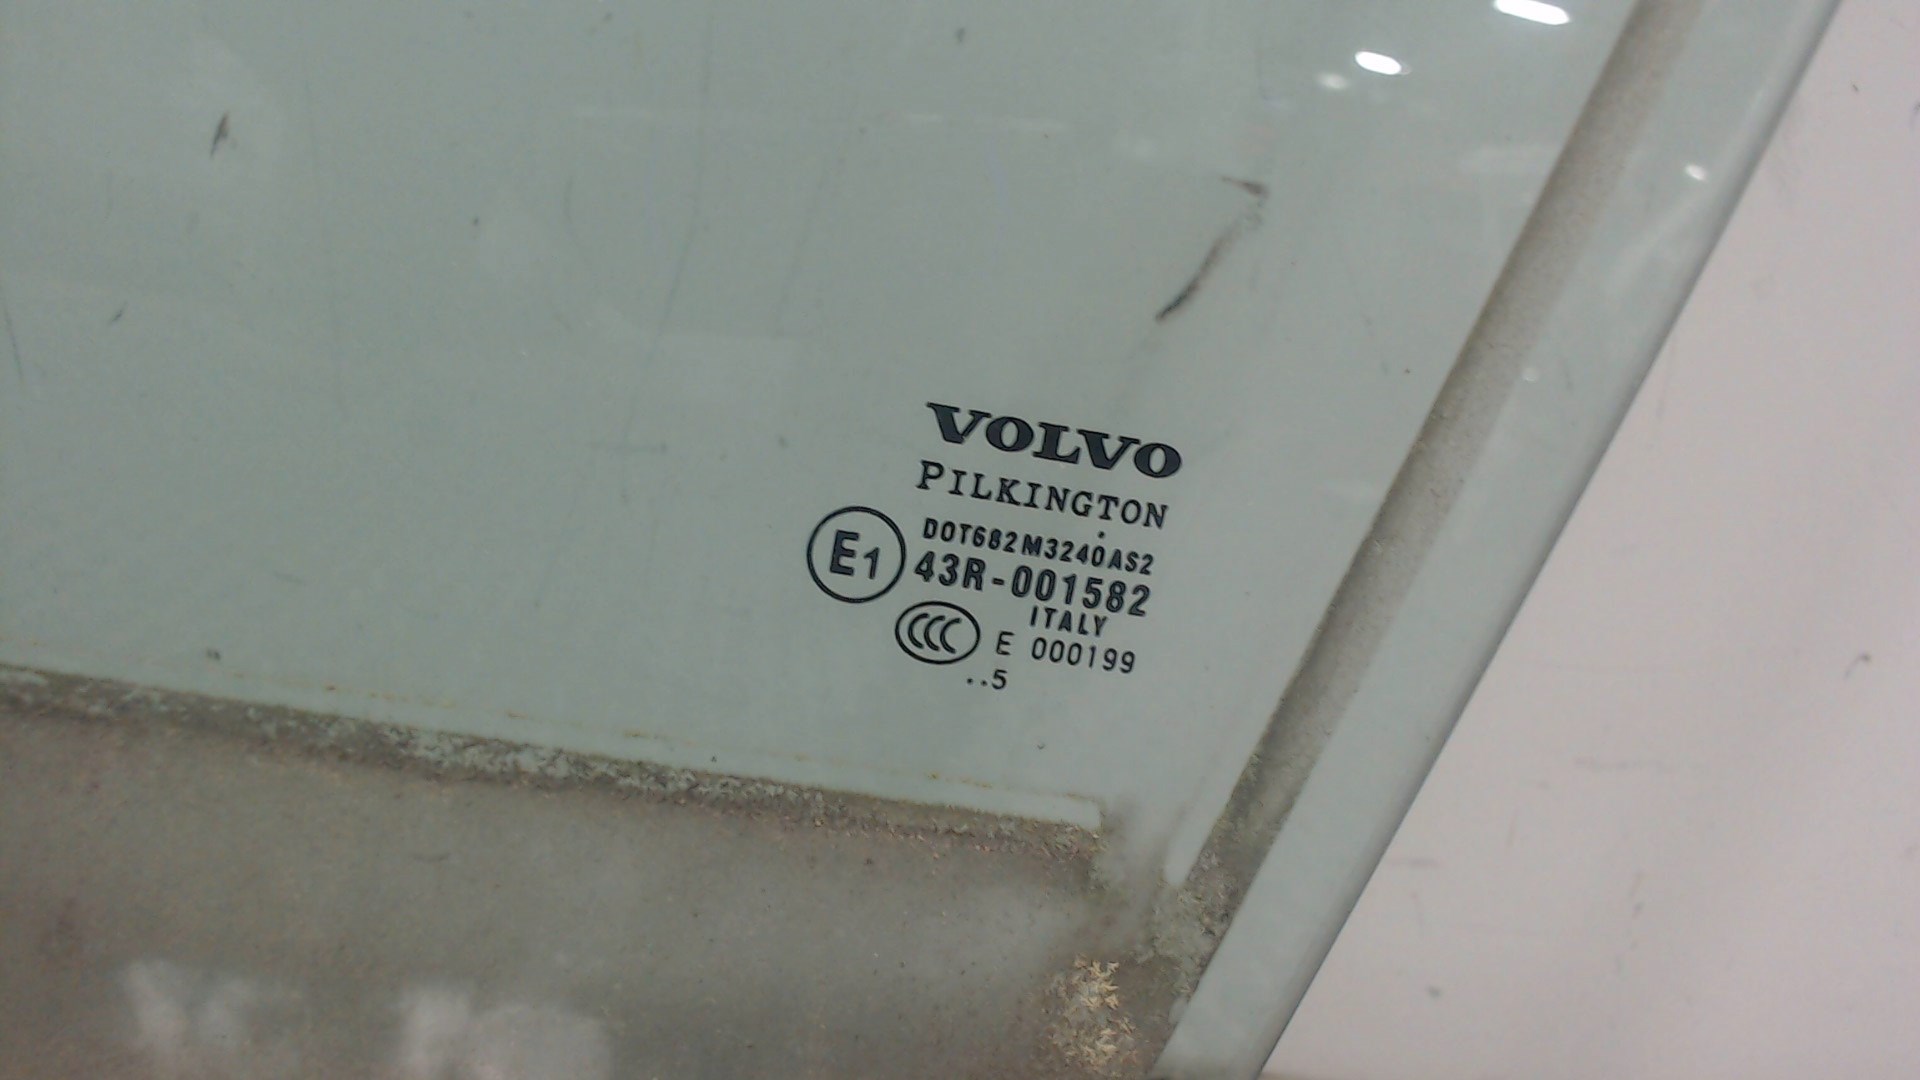 VOLVO
PILKINGTON
DOT682M3240AS2
E1 43R-001582
ITALY
CCC E 000199
..5